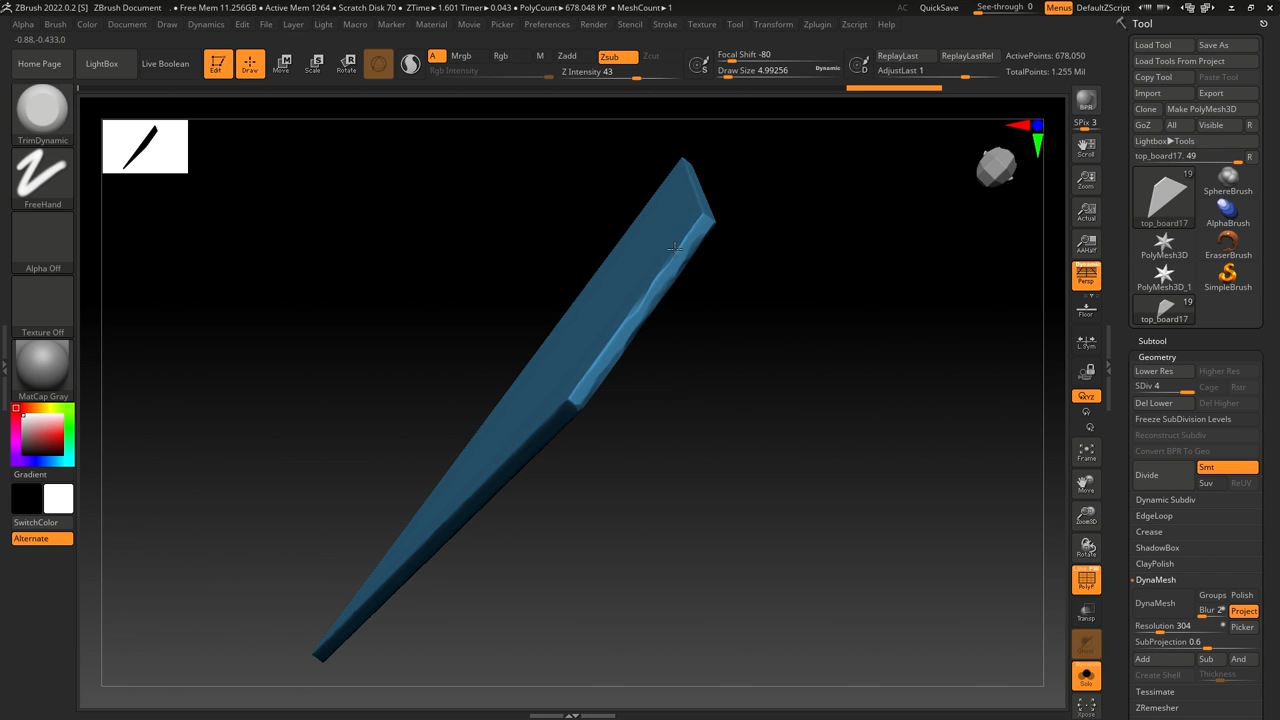 ZBrush 2022.0.2 [S] ZBrush Document . ● Free Mem 11.256GB ● Active Mem 1264 ● Scratch Disk 70 ● ZTime▶1.601 Timer▶0.043 ● PolyCount▶678.048 KP ● MeshCount▶1 AC QuickSave See-through 0 Menus DefaultZScript
Alpha Brush Color Document Draw Dynamics Edit File Layer Light Macro Marker Material Movie Picker Preferences Render Stencil Stroke Texture Tool Transform Zplugin Zscript Help
-0.88,-0.433,0
Home Page LightBox Live Boolean Edit Draw Move Scale Rotate
A Mrgb Rgb M Zadd Zsub Zcut
Rgb Intensity Z Intensity 43
Focal Shift -80
Draw Size 4.99256 Dynamic
ReplayLast ReplayLastRel
AdjustLast 1
ActivePoints: 678,050
TotalPoints: 1.255 Mil
TrimDynamic
FreeHand
Alpha Off
Texture Off
MatCap Gray
Gradient
SwitchColor
Alternate
BPR
SPix 3
Scroll
Zoom
Actual
AAHalf
Dynamic
Persp
Floor
L.Sym
XYZ
Frame
Move
Zoom3D
Rotate
Line Fill
PolyF
Transp
Dynamic
Solo
Xpose
Tool
Load Tool Save As
Load Tools From Project
Copy Tool Paste Tool
Import Export
Clone Make PolyMesh3D
GoZ All Visible R
Lightbox▶Tools
top_board17. 49 R
19
top_board17
SphereBrush
AlphaBrush
PolyMesh3D EraserBrush
PolyMesh3D_1 SimpleBrush
19
top_board17
Subtool
Geometry
Lower Res Higher Res
SDiv 4 Cage Rstr
Del Lower Del Higher
Freeze SubDivision Levels
Reconstruct Subdiv
Convert BPR To Geo
Divide Smt
Suv ReUV
Dynamic Subdiv
EdgeLoop
Crease
ShadowBox
ClayPolish
DynaMesh
DynaMesh Groups Polish
Blur 2 Project
Resolution 304 Picker
SubProjection 0.6
Add Sub And
Create Shell Thickness
Tessimate
ZRemesher